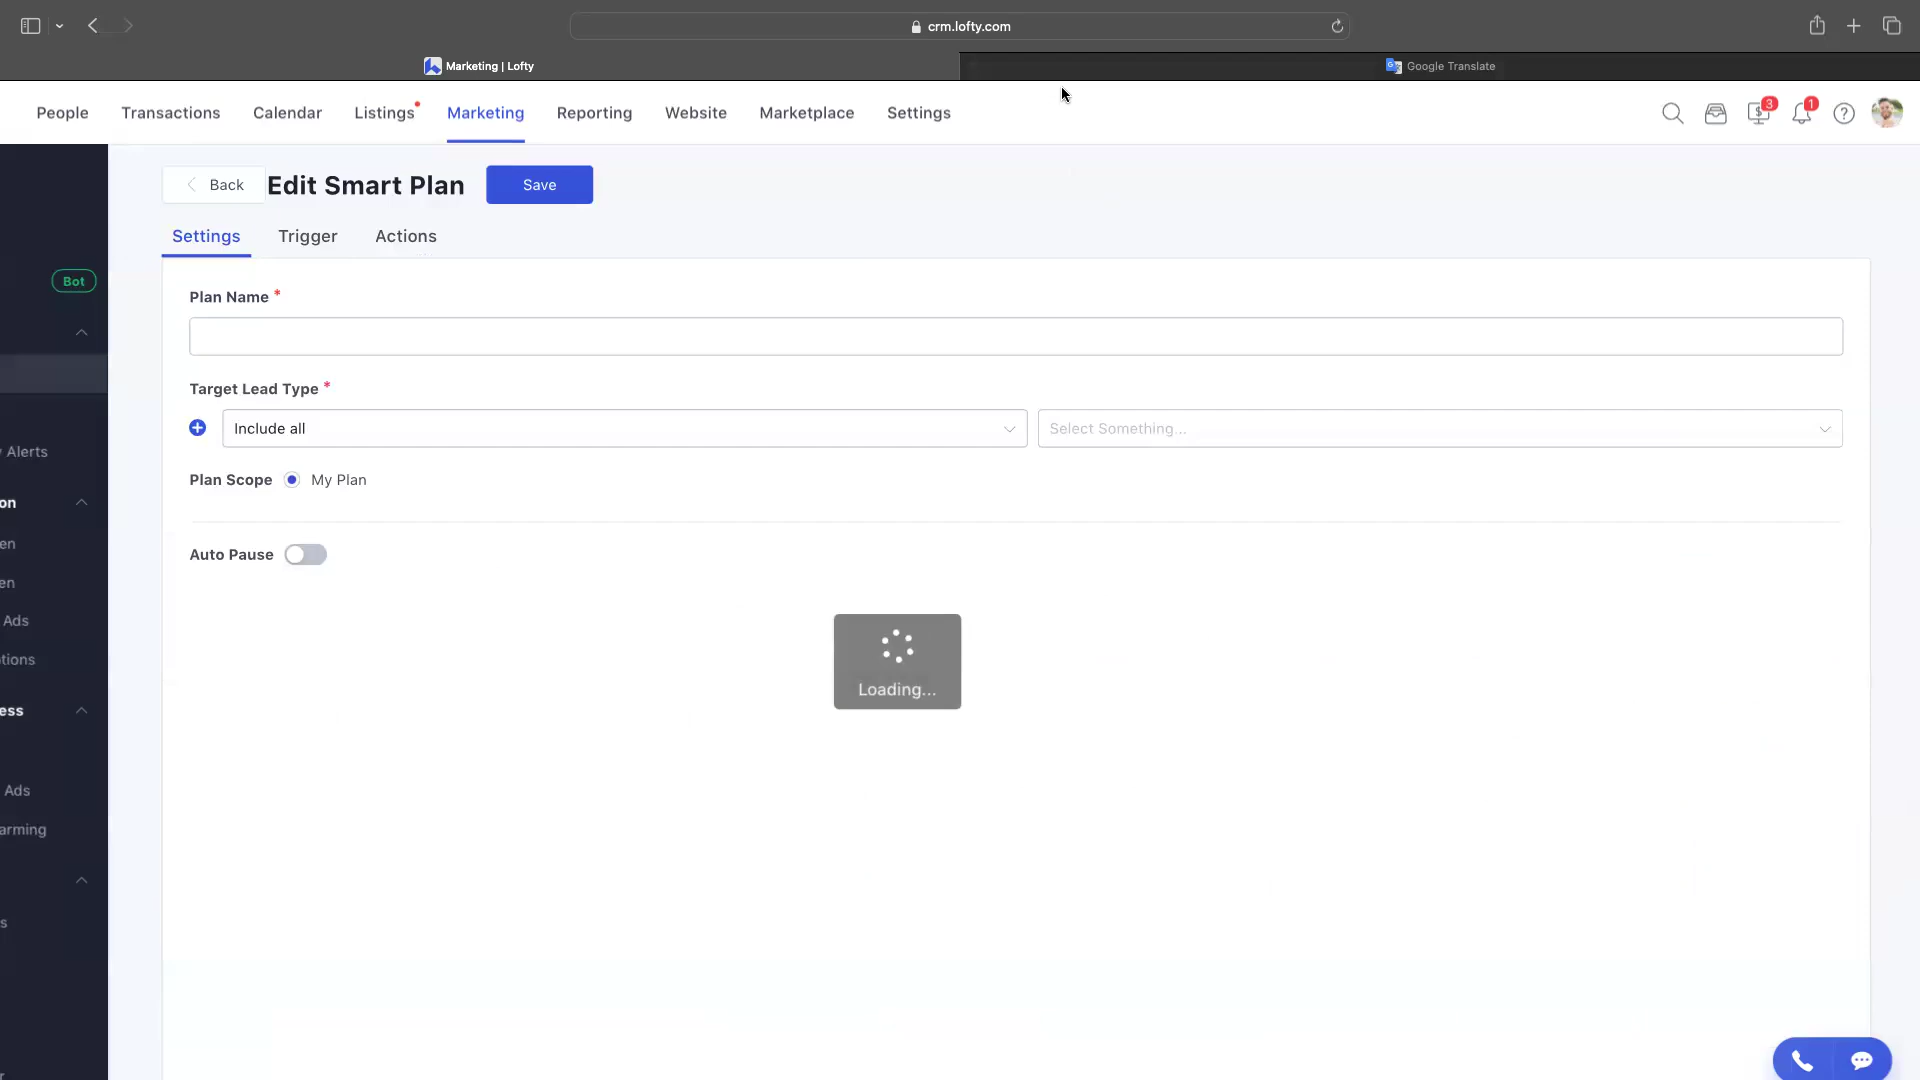 crm.lofty.com
Marketing | Lofty
Google Translate
People Transactions Calendar Listings Marketing Reporting Website Marketplace Settings
3
1
Back
Edit Smart Plan
Save
Settings Trigger Actions
Bot
Plan Name *
Target Lead Type *
Include all
Select Something...
Alerts
Plan Scope My Plan
on
en
Auto Pause
en
Ads
tions
Loading...
ess
Ads
arming
s